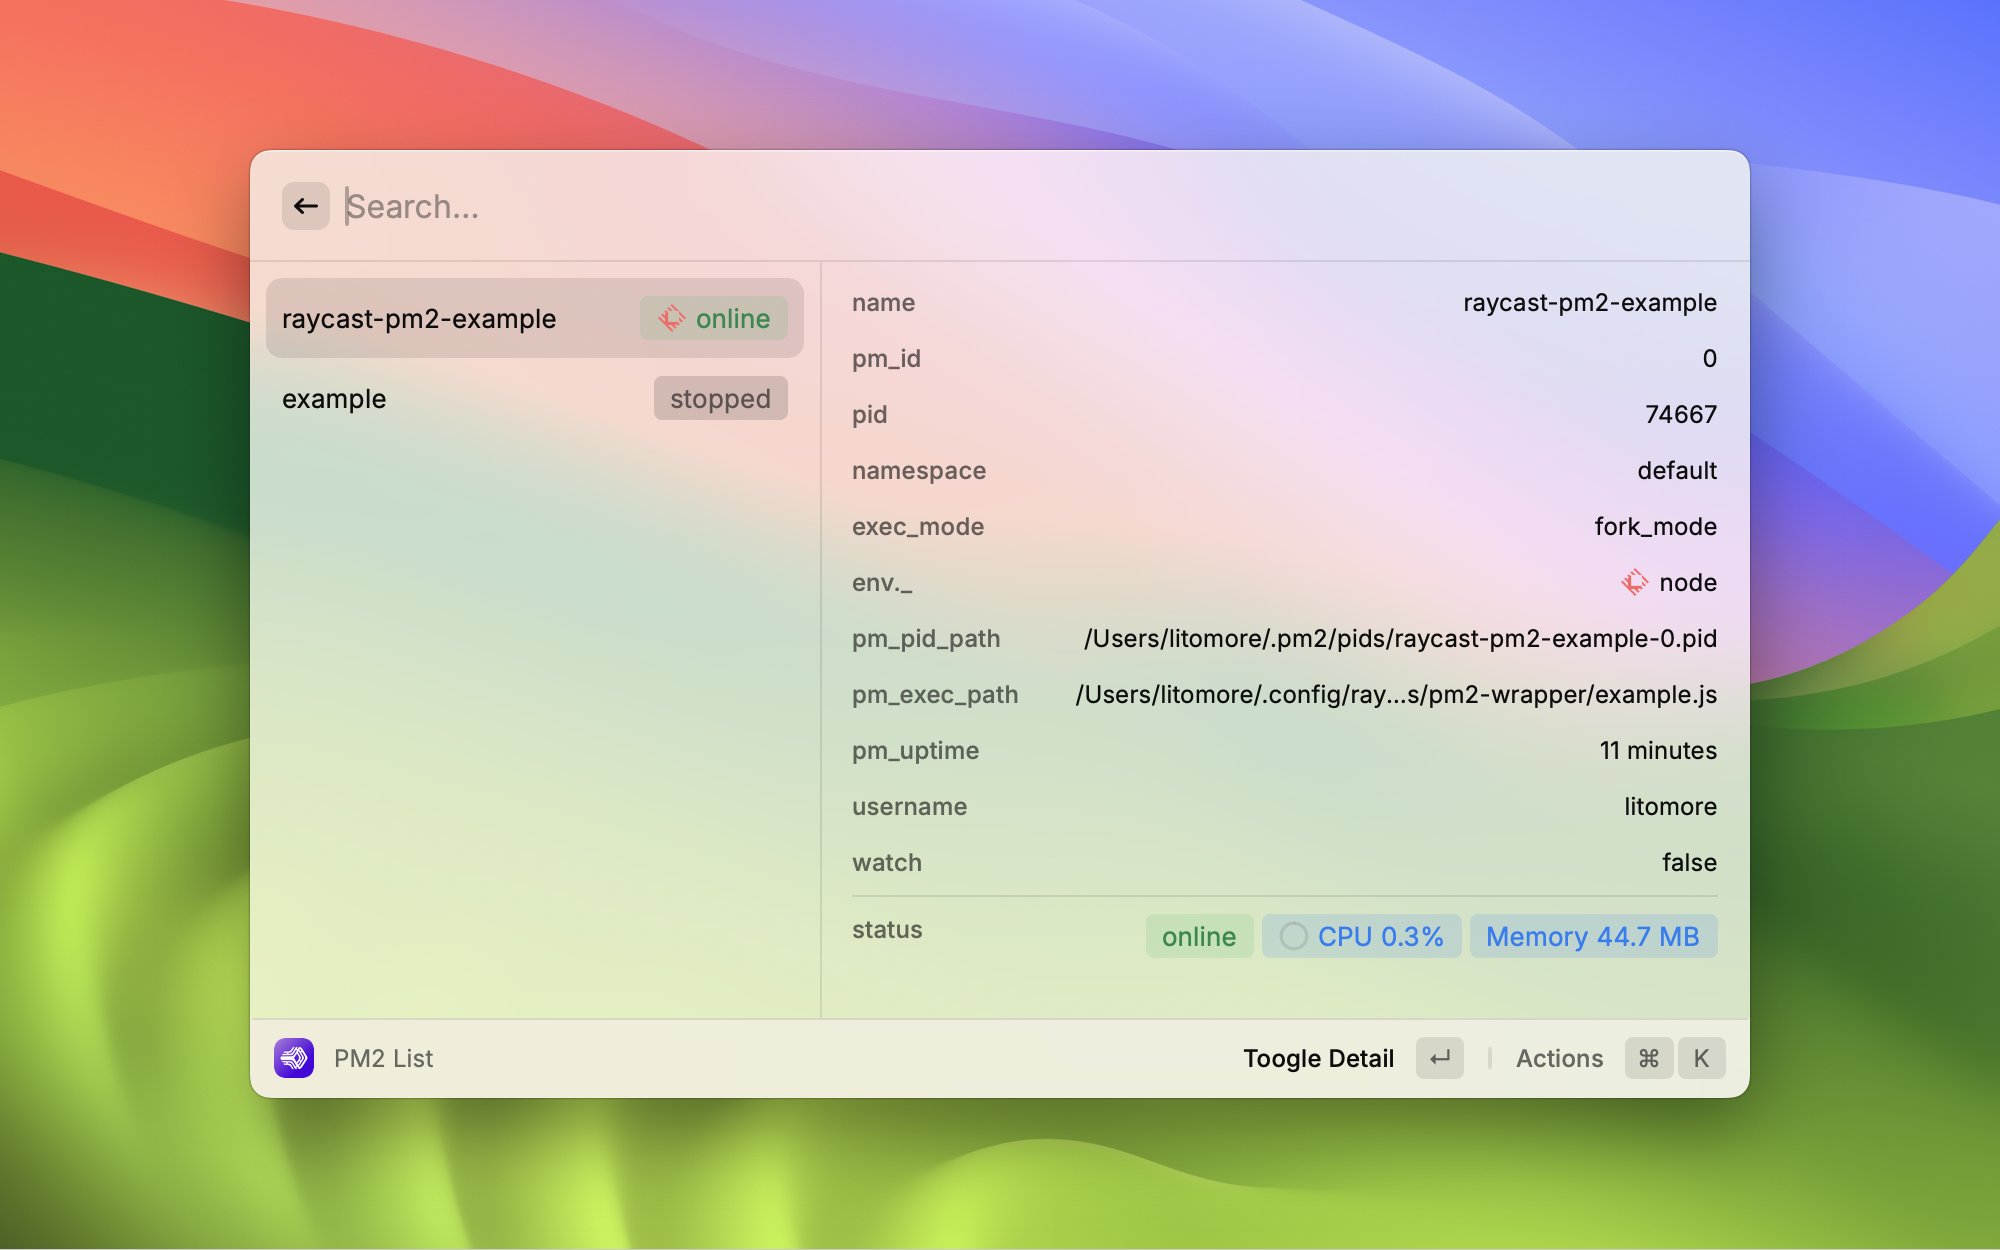 Search...
raycast-pm2-example online
example stopped
name raycast-pm2-example
pm_id 0
pid 74667
namespace default
exec_mode fork_mode
env._ node
pm_pid_path /Users/litomore/.pm2/pids/raycast-pm2-example-0.pid
pm_exec_path /Users/litomore/.config/ray...s/pm2-wrapper/example.js
pm_uptime 11 minutes
username litomore
watch false
status online CPU 0.3% Memory 44.7 MB
PM2 List Toogle Detail ↵ Actions ⌘ K